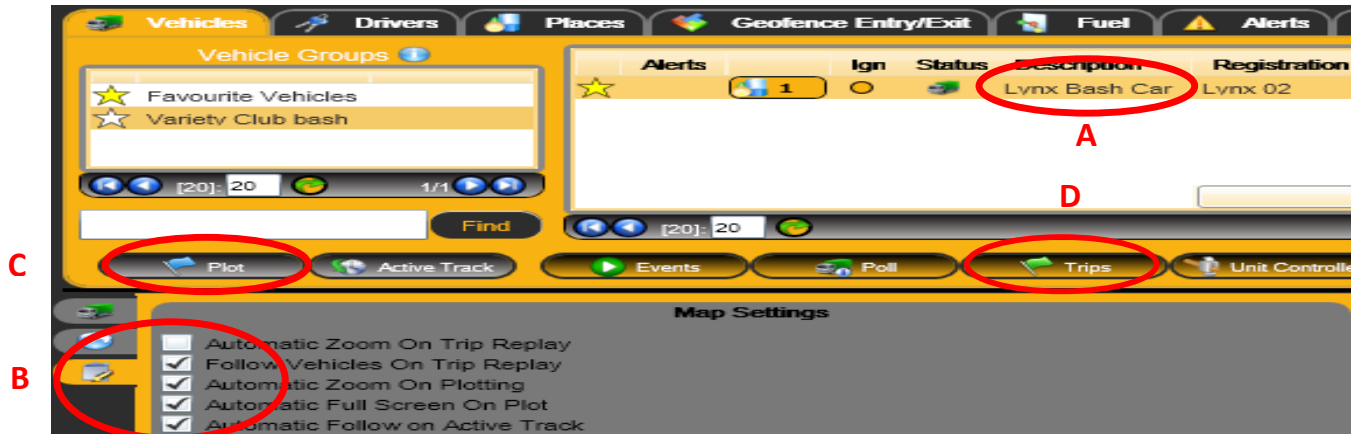 Vehicles Drivers Places Geofence Entry/Exit Fuel Alerts
Vehicle Groups
Favourite Vehicles
Variety Club bash
[20]: 20 1/1
Find
Alerts Ign Status Description Registration
1 Lynx Bash Car Lynx 02
A
D
[20]: 20
C
Plot Active Track Events Poll Trips Unit Controlle
Map Settings
B
Automatic Zoom On Trip Replay
Follow Vehicles On Trip Replay
Automatic Zoom On Plotting
Automatic Full Screen On Plot
Automatic Follow on Active Track